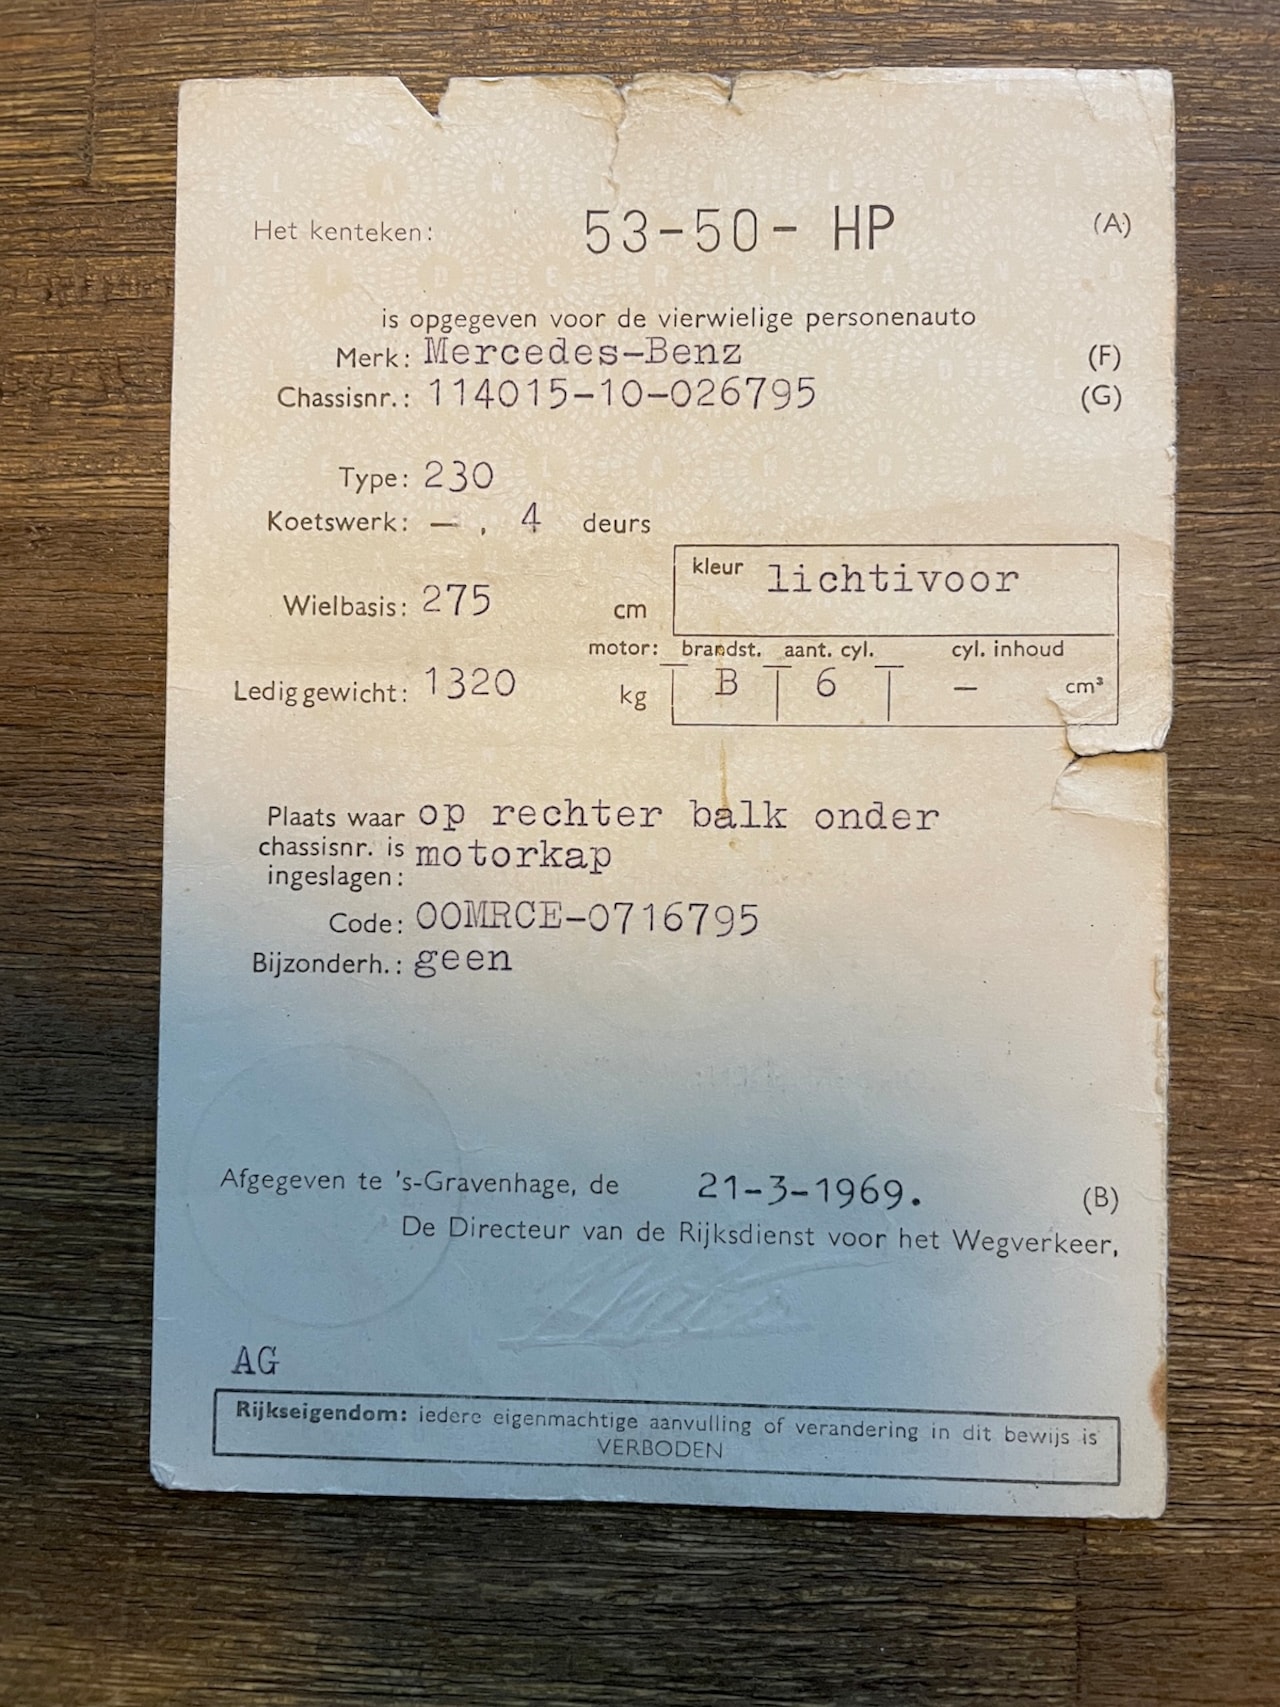 Het kenteken: 53-50- HP (A)
is opgegeven voor de vierwielige personenauto
Merk: Mercedes-Benz (F)
Chassisnr.: 114015-10-026795 (G)
Type: 230
Koetswerk: — , 4 deurs
kleur lichtivoor
Wielbasis: 275 cm
motor: brandst. aant. cyl. cyl. inhoud
Ledig gewicht: 1320 kg B 6 — cm³
Plaats waar op rechter balk onder
chassisnr. is motorkap
ingeslagen:
Code: 00MRCE-0716795
Bijzonderh.: geen
Afgegeven te 's-Gravenhage, de 21-3-1969. (B)
De Directeur van de Rijksdienst voor het Wegverkeer,
AG
Rijkseigendom: iedere eigenmachtige aanvulling of verandering in dit bewijs is
VERBODEN